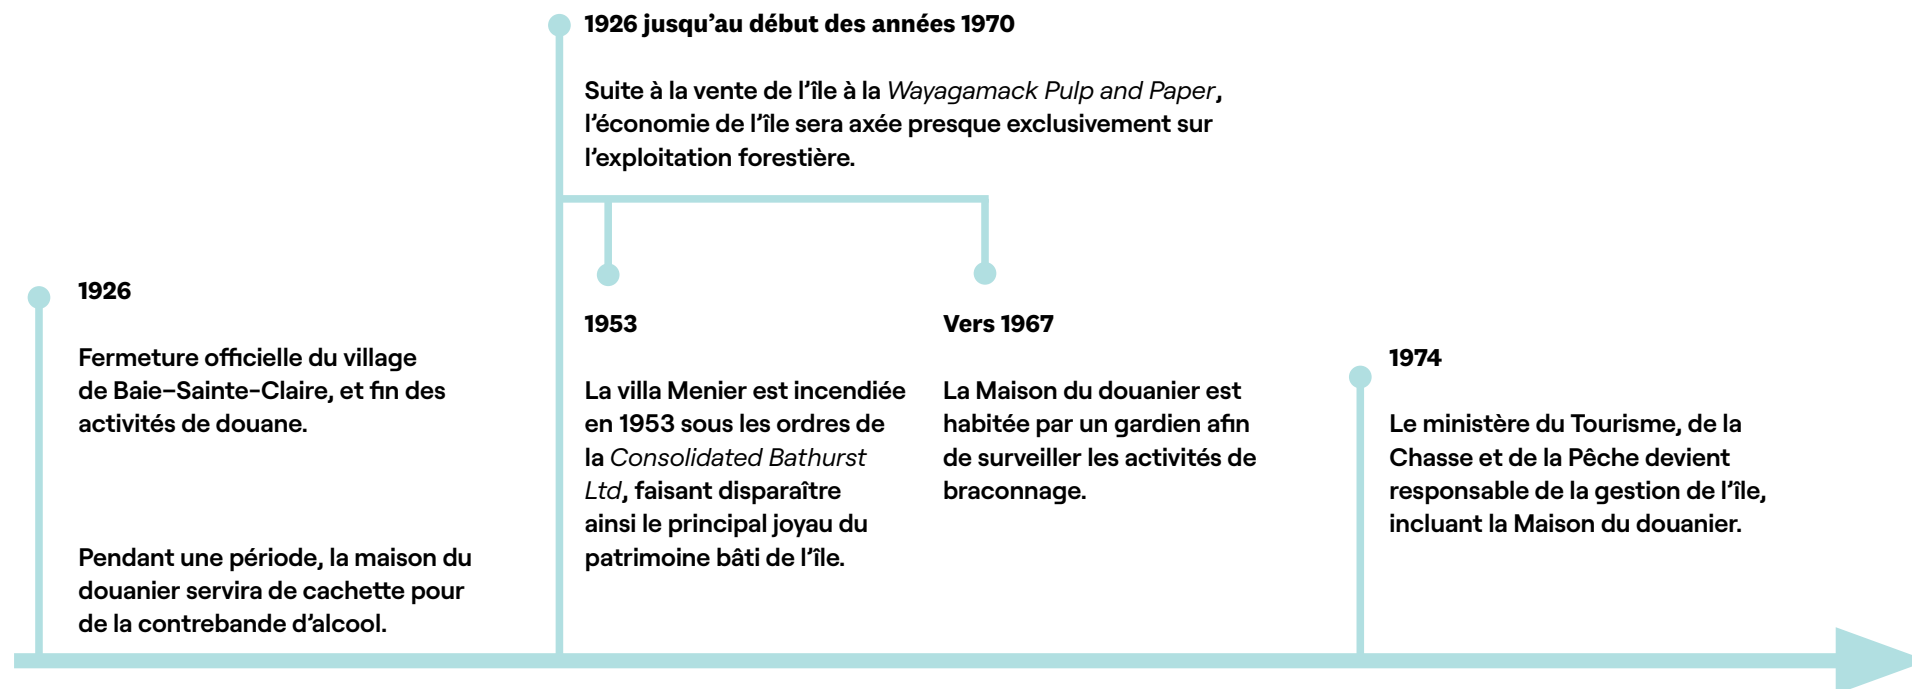 1926
Fermeture officielle du village
de Baie-Sainte-Claire, et fin des
activités de douane.
Pendant une période, la maison du
douanier servira de cachette pour
de la contrebande d’alcool.
1926 jusqu’au début des années 1970
Suite à la vente de l’île à la Wayagamack Pulp and Paper,
l’économie de l’île sera axée presque exclusivement sur
l’exploitation forestière.
1953
La villa Menier est incendiée
en 1953 sous les ordres de
la Consolidated Bathurst
Ltd, faisant disparaître
ainsi le principal joyau du
patrimoine bâti de l’île.
Vers 1967
La Maison du douanier est
habitée par un gardien afin
de surveiller les activités de
braconnage.
1974
Le ministère du Tourisme, de la
Chasse et de la Pêche devient
responsable de la gestion de l’île,
incluant la Maison du douanier.